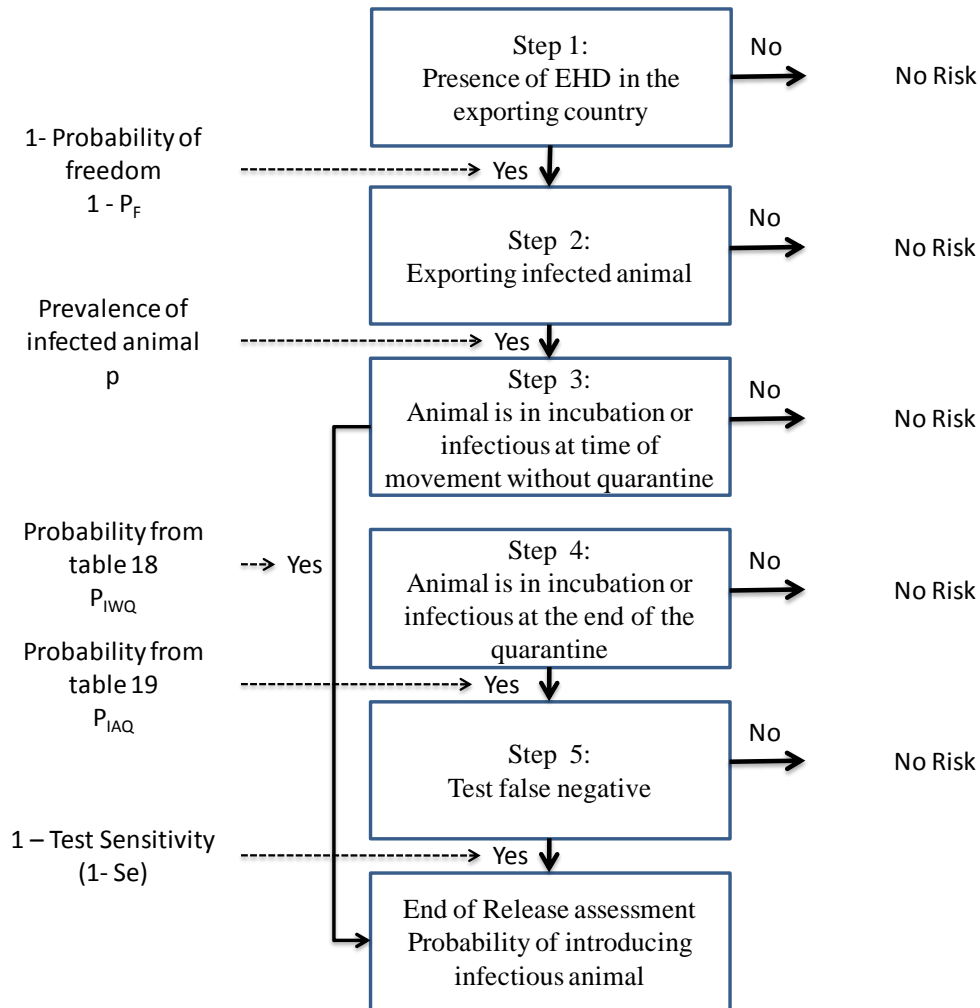 Step 1:
Presence of EHD in the
exporting country
No
No Risk
1- Probability of
freedom
1 - P_F
Yes
Step 2:
Exporting infected animal
No
No Risk
Prevalence of
infected animal
p
Yes
Step 3:
Animal is in incubation or
infectious at time of
movement without quarantine
No
No Risk
Probability from
table 18
P_IWQ
Yes
Step 4:
Animal is in incubation or
infectious at the end of the
quarantine
No
No Risk
Probability from
table 19
P_IAQ
Yes
Step 5:
Test false negative
No
No Risk
1 – Test Sensitivity
(1- Se)
Yes
End of Release assessment
Probability of introducing
infectious animal